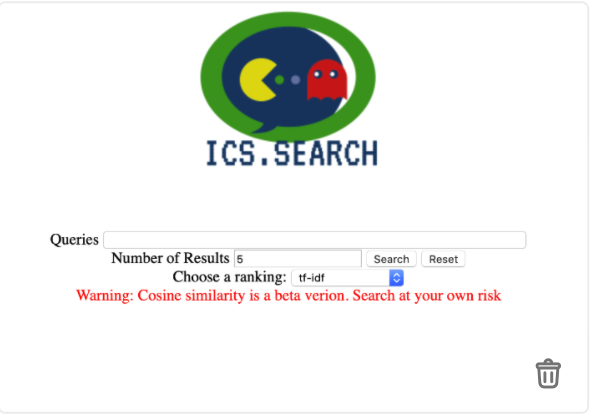 ICS.SEARCH
Queries
Number of Results 5 Search Reset
Choose a ranking: tf-idf
Warning: Cosine similarity is a beta verion. Search at your own risk